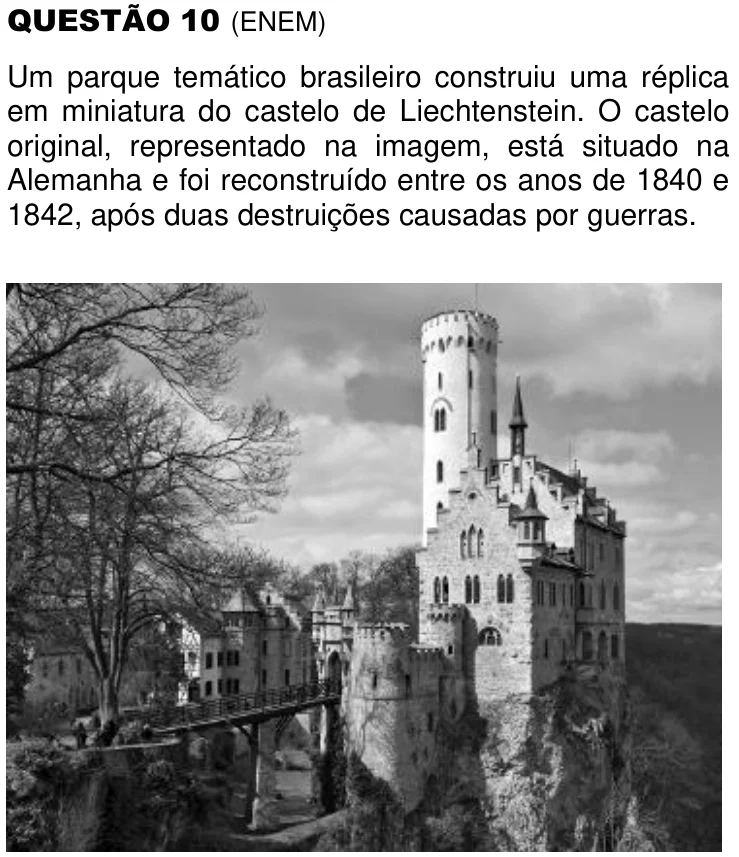 QUESTÃO 10 (ENEM)
Um parque temático brasileiro construiu uma réplica
em miniatura do castelo de Liechtenstein. O castelo
original, representado na imagem, está situado na
Alemanha e foi reconstruído entre os anos de 1840 e
1842, após duas destruições causadas por guerras.